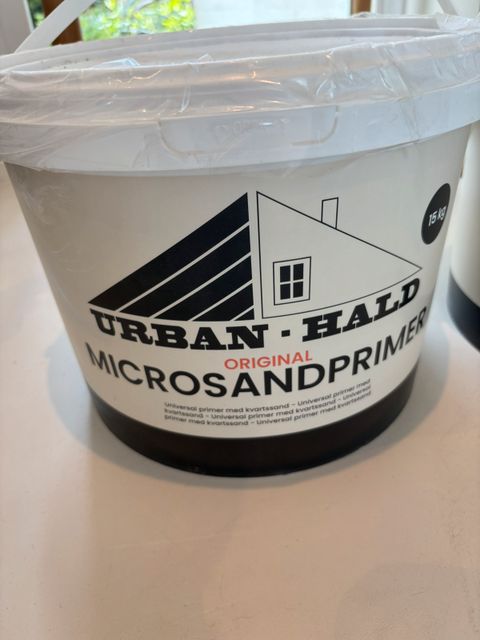 15 kg
URBAN · HALD
ORIGINAL
MICROSANDPRIMER
Universal primer med kvartssand - Universal primer med
kvartssand - Universal primer med kvartssand - Universal
primer med kvartssand - Universal primer med kvartssand